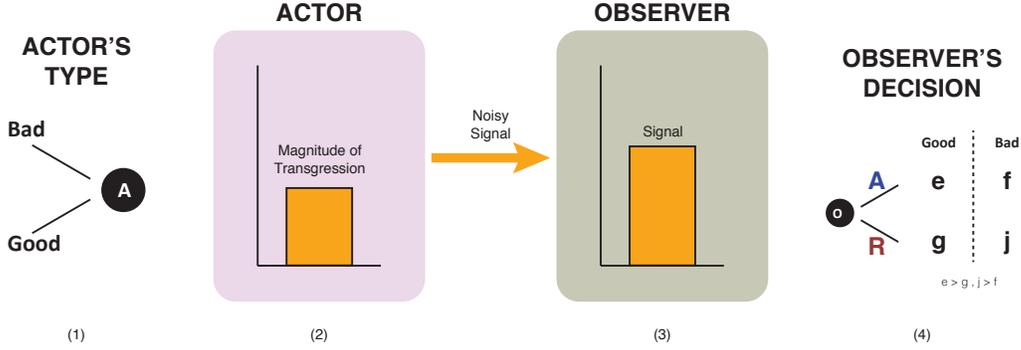 ACTOR'S
TYPE
Bad
A
Good
(1)
ACTOR
Magnitude of
Transgression
(2)
Noisy
Signal
OBSERVER
Signal
(3)
OBSERVER'S
DECISION
Good Bad
A e f
O
R g j
e > g , j > f
(4)